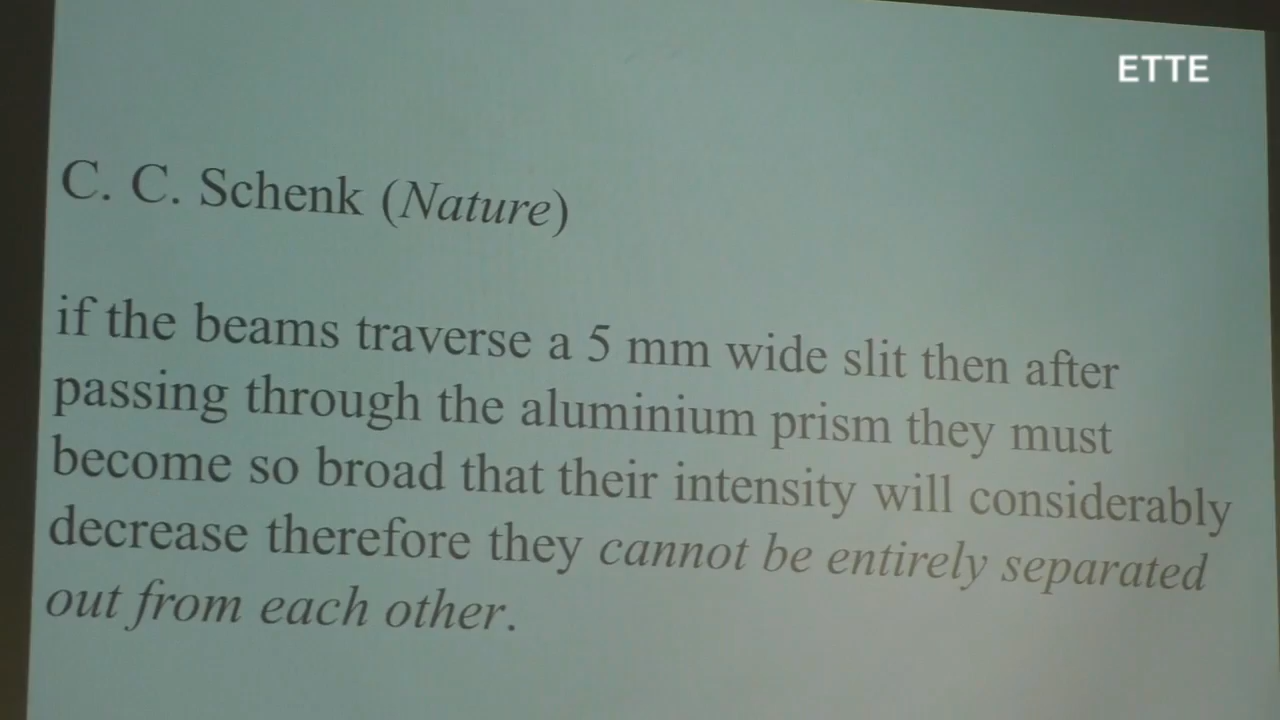 ETTE
C. C. Schenk (Nature)
if the beams traverse a 5 mm wide slit then after
passing through the aluminium prism they must
become so broad that their intensity will considerably
decrease therefore they cannot be entirely separated
out from each other.